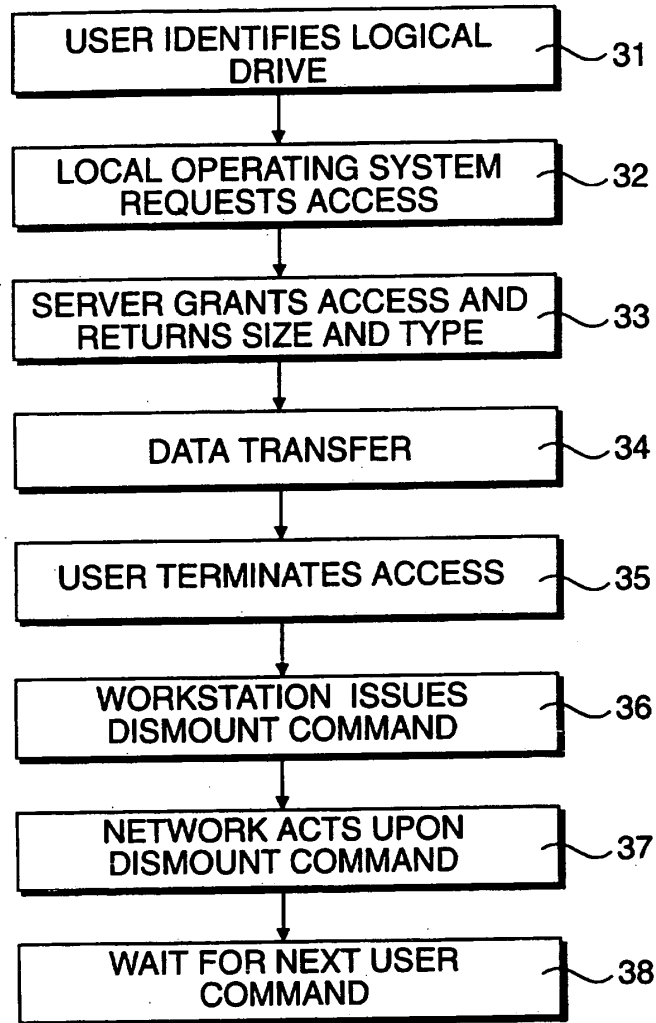 USER IDENTIFIES LOGICAL
DRIVE
31
LOCAL OPERATING SYSTEM
REQUESTS ACCESS
32
SERVER GRANTS ACCESS AND
RETURNS SIZE AND TYPE
33
DATA TRANSFER
34
USER TERMINATES ACCESS
35
WORKSTATION ISSUES
DISMOUNT COMMAND
36
NETWORK ACTS UPON
DISMOUNT COMMAND
37
WAIT FOR NEXT USER
COMMAND
38